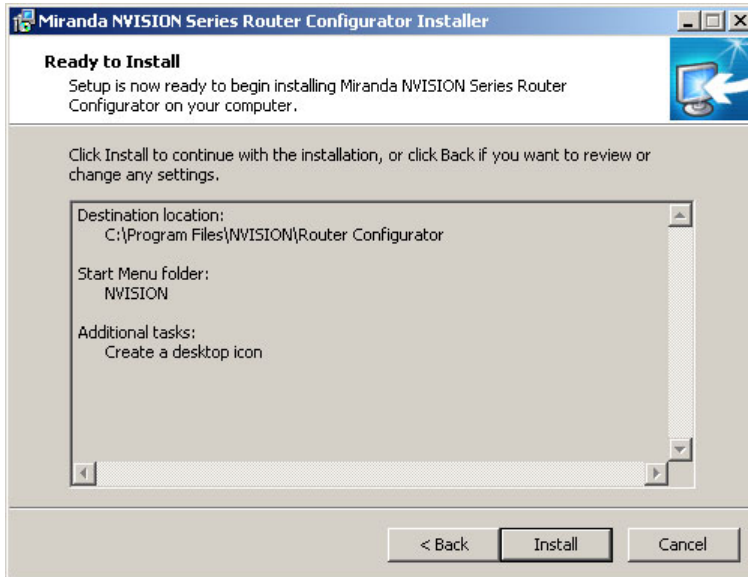 Miranda NVISION Series Router Configurator Installer
Ready to Install
Setup is now ready to begin installing Miranda NVISION Series Router
Configurator on your computer.
Click Install to continue with the installation, or click Back if you want to review or
change any settings.
Destination location:
C:\Program Files\NVISION\Router Configurator
Start Menu folder:
NVISION
Additional tasks:
Create a desktop icon
< Back Install Cancel